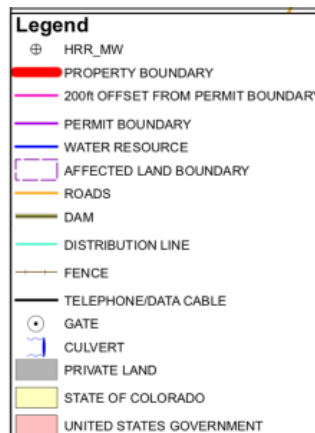 Legend
HRR_MW
PROPERTY BOUNDARY
200ft OFFSET FROM PERMIT BOUNDARY
PERMIT BOUNDARY
WATER RESOURCE
AFFECTED LAND BOUNDARY
ROADS
DAM
DISTRIBUTION LINE
FENCE
TELEPHONE/DATA CABLE
GATE
CULVERT
PRIVATE LAND
STATE OF COLORADO
UNITED STATES GOVERNMENT